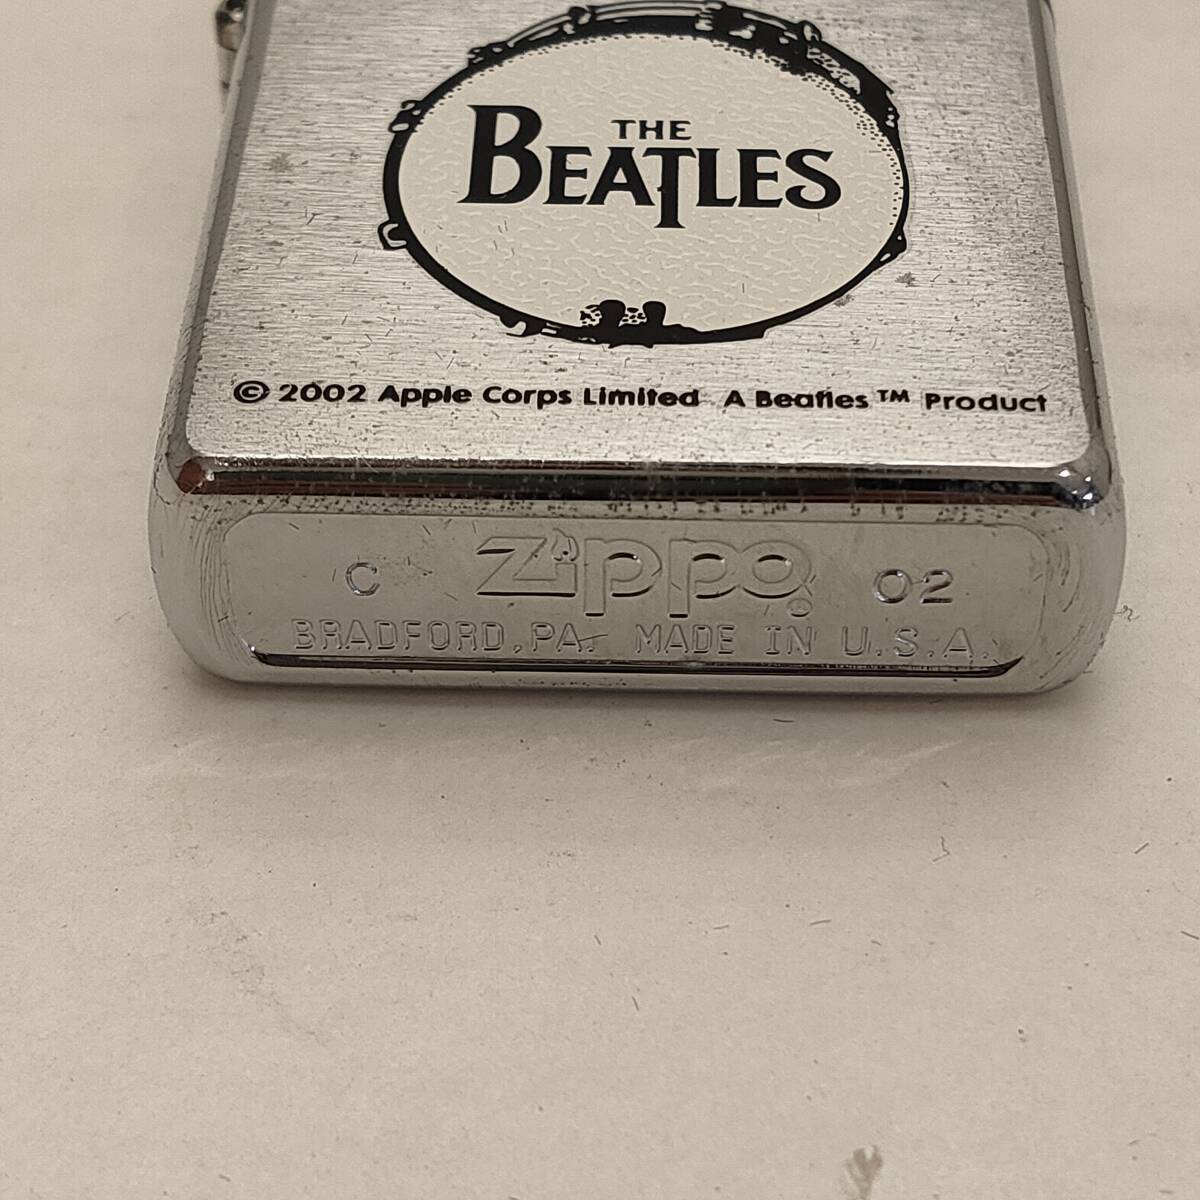 THE
BEATLES
© 2002 Apple Corps Limited A Beatles ™ Product
C zippo ® 02
BRADFORD, PA. MADE IN U.S.A.